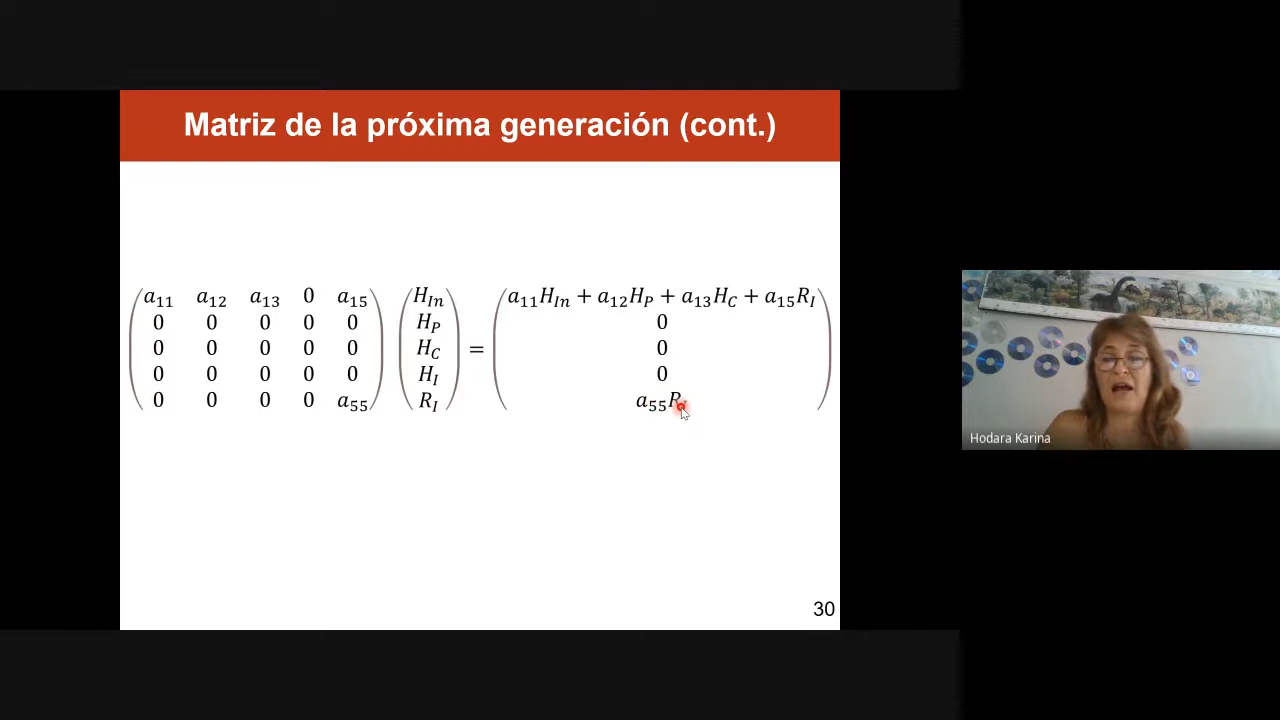 Matriz de la próxima generación (cont.)
a₁₁ a₁₂ a₁₃ 0 a₁₅ H_In a₁₁H_In + a₁₂H_P + a₁₃H_C + a₁₅R_I
0 0 0 0 0 H_P 0
0 0 0 0 0 H_C = 0
0 0 0 0 0 H_I 0
0 0 0 0 a₅₅ R_I a₅₅R
30
Hodara Karina